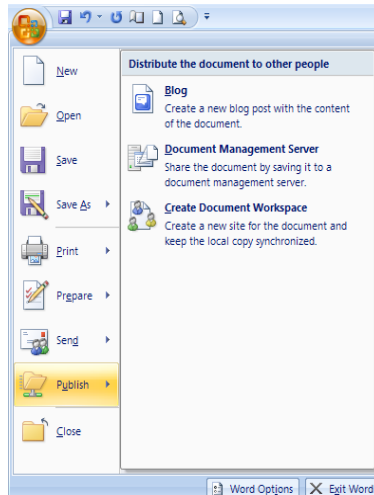 New
Open
Save
Save As
Print
Prepare
Send
Publish
Close
Distribute the document to other people
Blog
Create a new blog post with the content
of the document.
Document Management Server
Share the document by saving it to a
document management server.
Create Document Workspace
Create a new site for the document and
keep the local copy synchronized.
Word Options
Exit Word